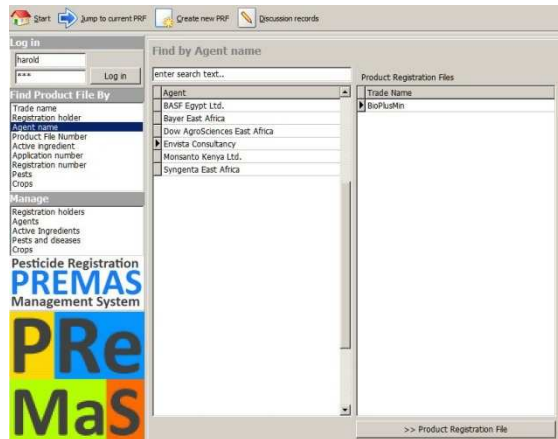 Start
Jump to current PRF
Create new PRF
Discussion records
Log in
harold
***
Log in
Find Product File By
Trade name
Registration holder
Agent name
Product File Number
Active ingredient
Application number
Registration number
Pests
Crops
Manage
Registration holders
Agents
Active Ingredients
Pests and diseases
Crops
Pesticide Registration
PREMAS
Management System
PRe
MaS
Find by Agent name
enter search text..
Agent
BASF Egypt Ltd.
Bayer East Africa
Dow AgroSciences East Africa
Envista Consultancy
Monsanto Kenya Ltd.
Syngenta East Africa
Product Registration Files
Trade Name
BioPlusMin
>> Product Registration File